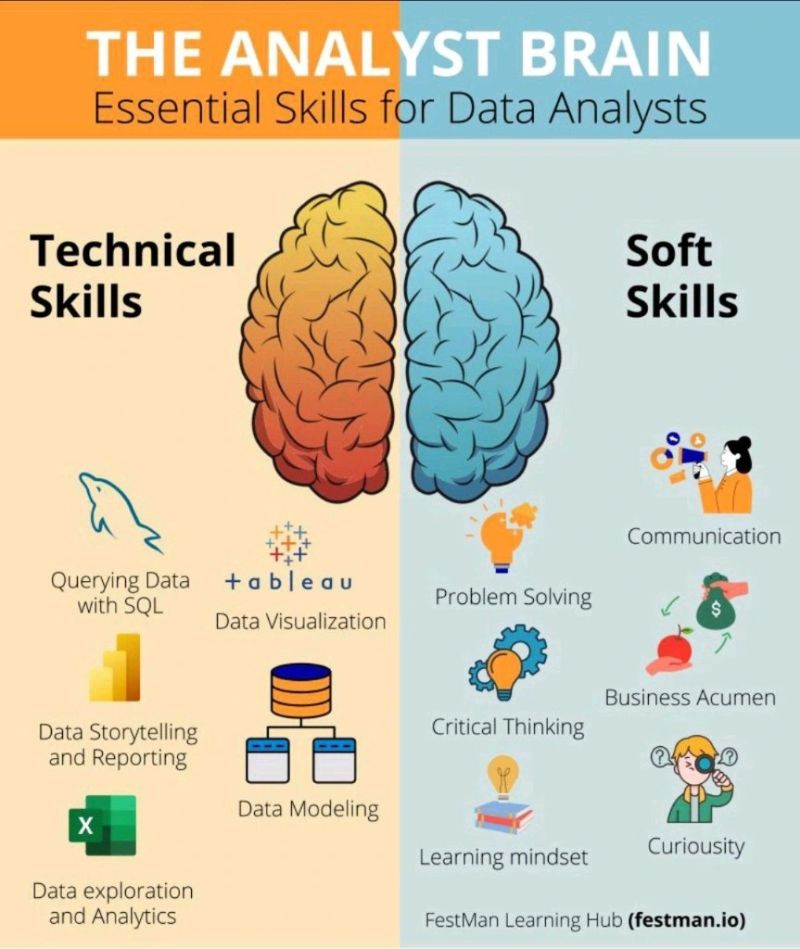 THE ANALYST BRAIN
Essential Skills for Data Analysts
Technical
Skills
Querying Data
with SQL
+ableau
Data Visualization
Data Storytelling
and Reporting
Data Modeling
X
Data exploration
and Analytics
Soft
Skills
Communication
Problem Solving
$
Business Acumen
Critical Thinking
? ?
Curiousity
Learning mindset
FestMan Learning Hub (festman.io)